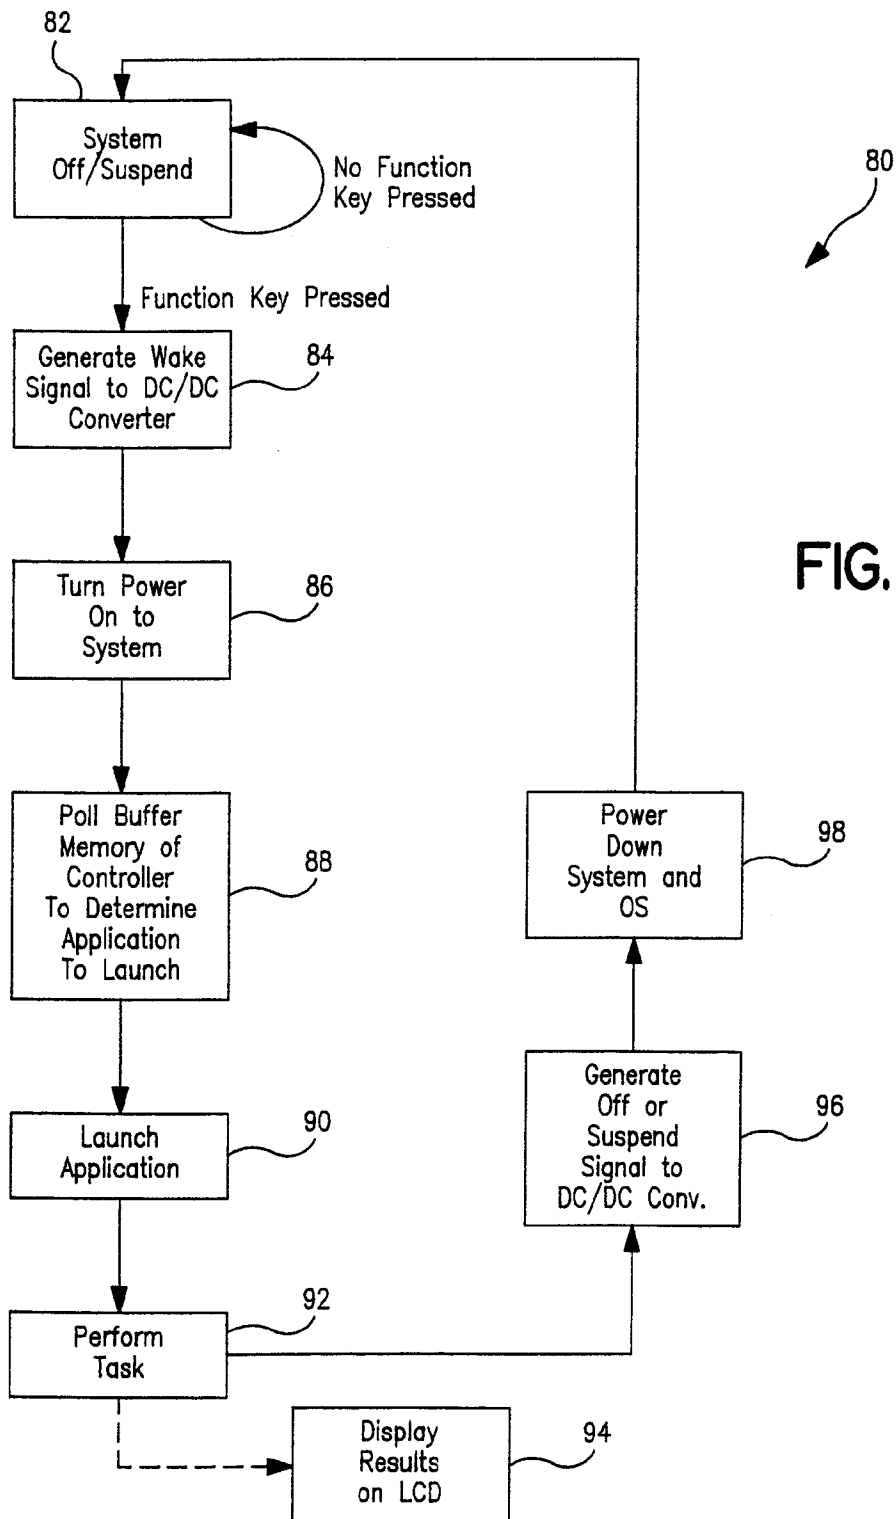 82
System
Off/Suspend
No Function
Key Pressed
80
Function Key Pressed
Generate Wake
Signal to DC/DC
Converter
84
FIG.
Turn Power
On to
System
86
Poll Buffer
Memory of
Controller
To Determine
Application
To Launch
88
Power
Down
System and
OS
98
Launch
Application
90
Generate
Off or
Suspend
Signal to
DC/DC Conv.
96
Perform
Task
92
Display
Results
on LCD
94